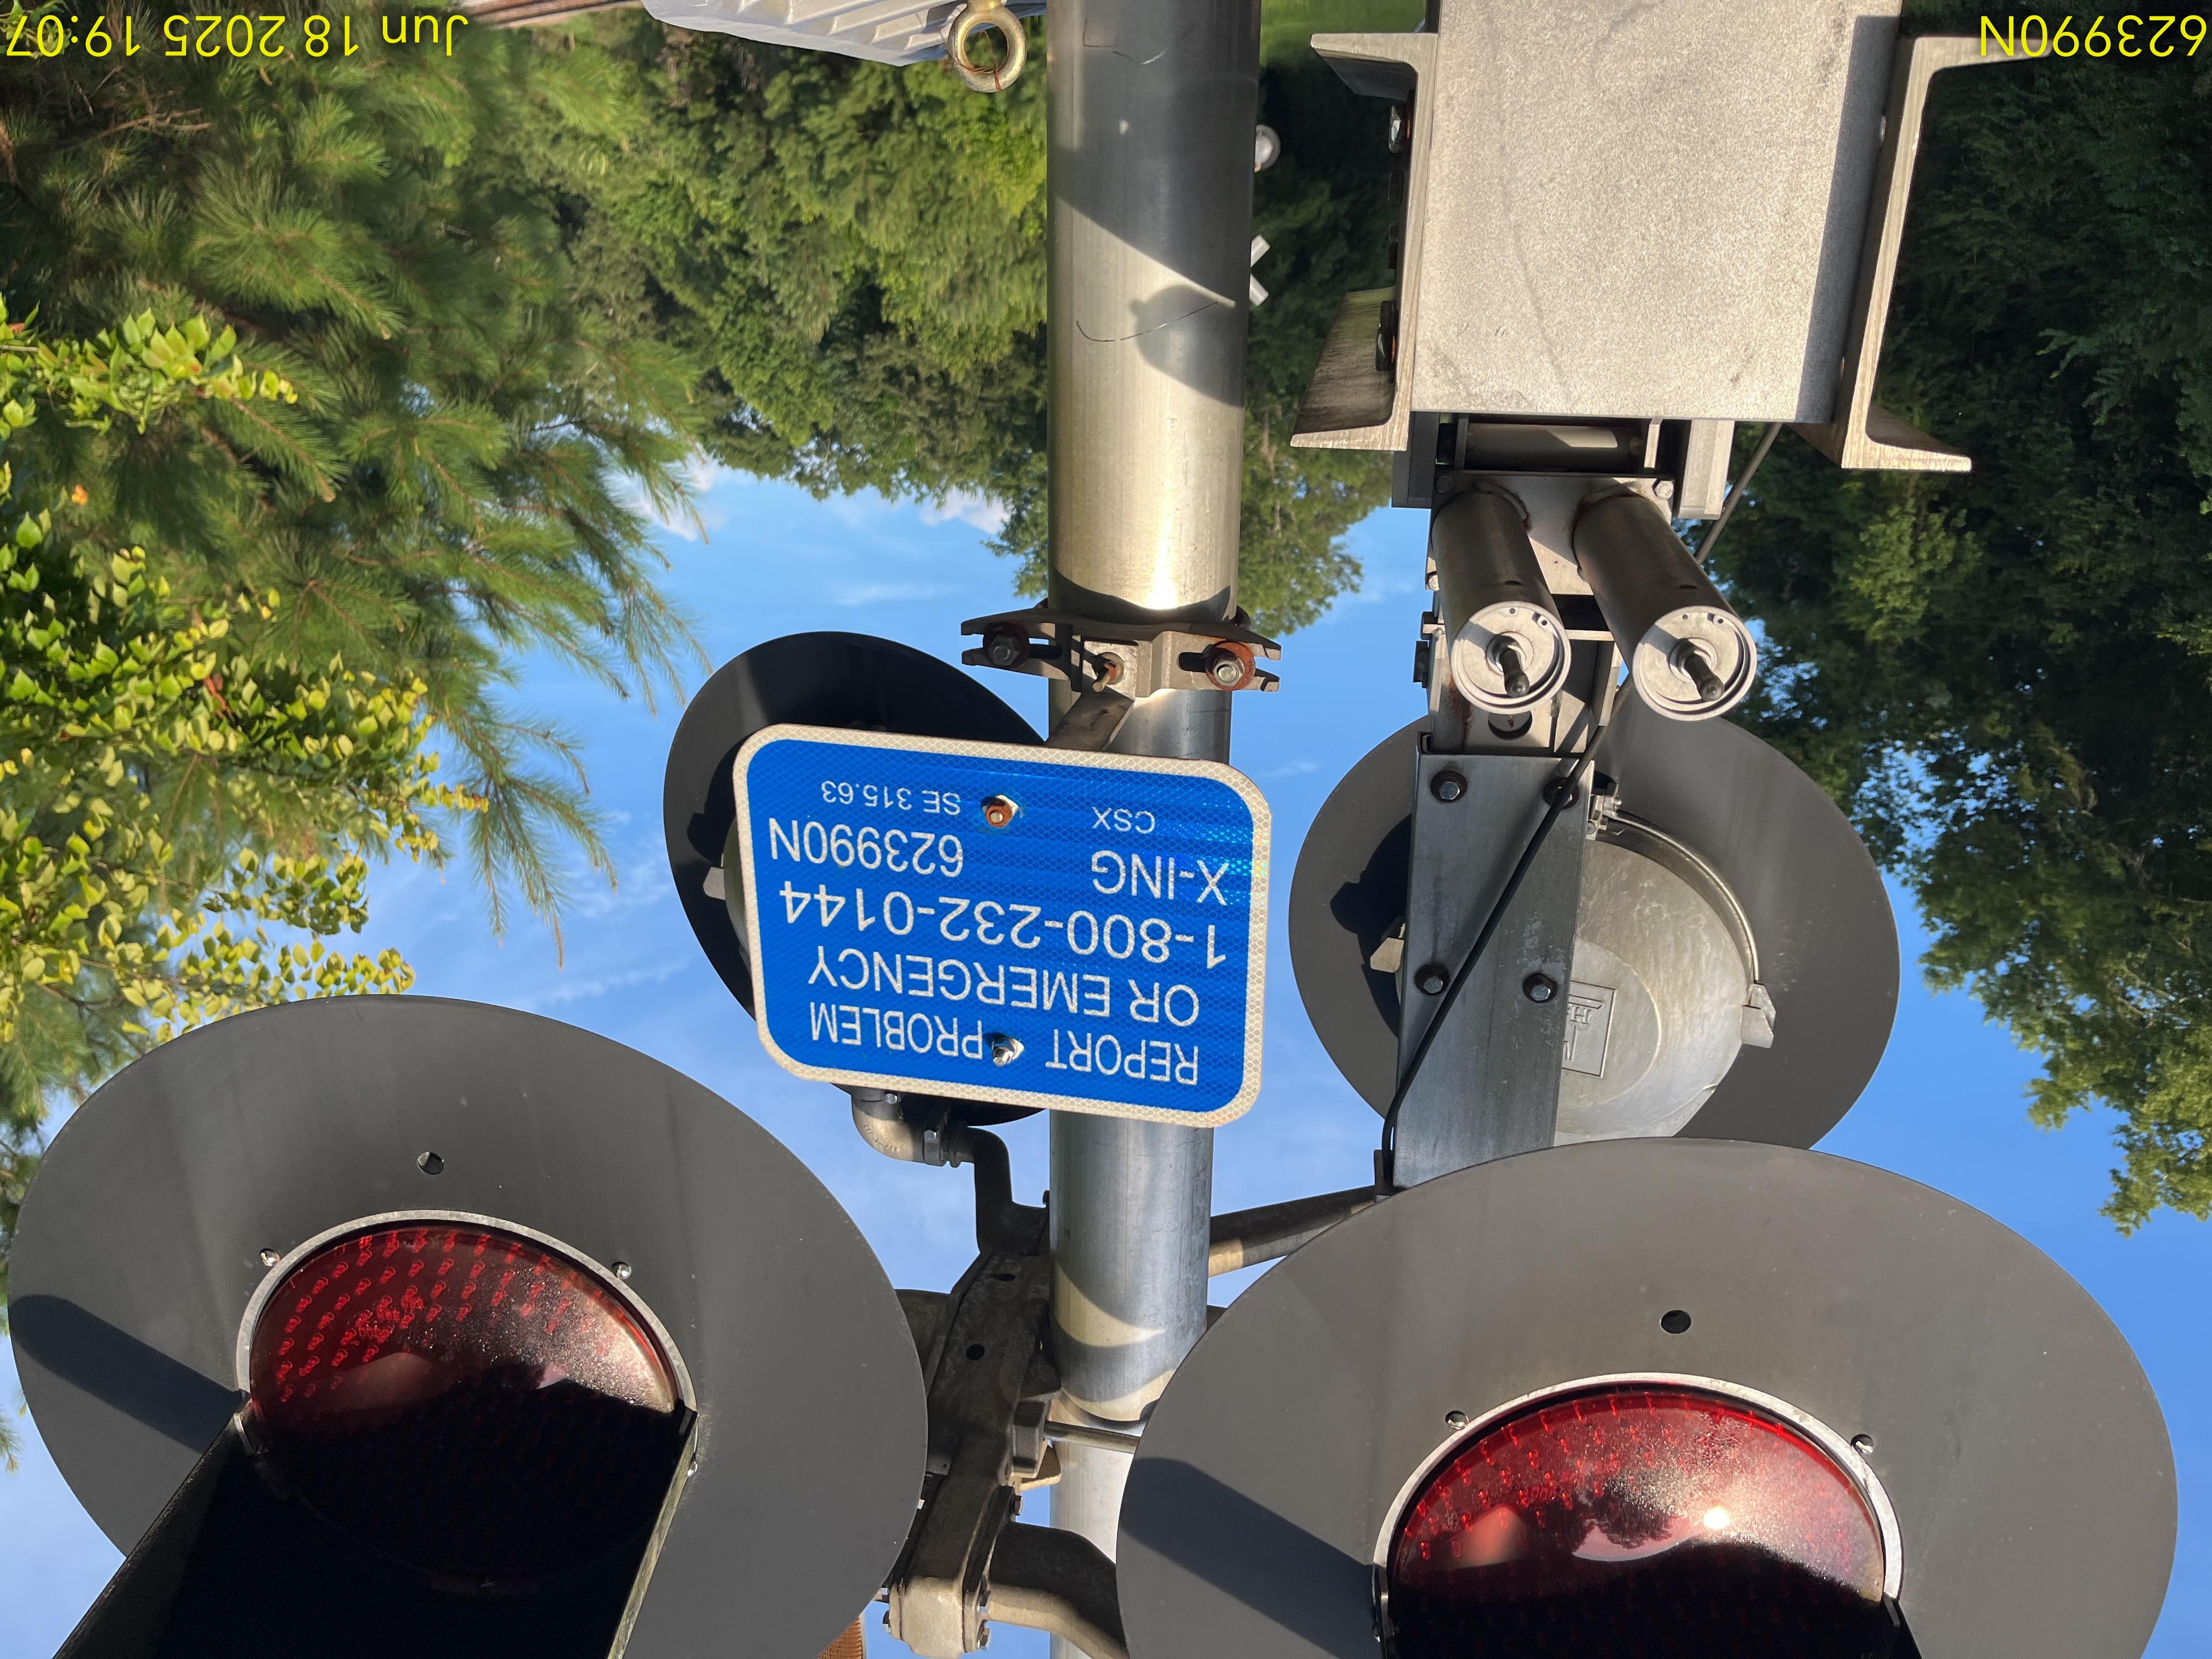 REPORT PROBLEM
OR EMERGENCY
1-800-232-0144
X-ING 623990N
CSX SE 315.63
623990N
Jun 18 2025 19:07